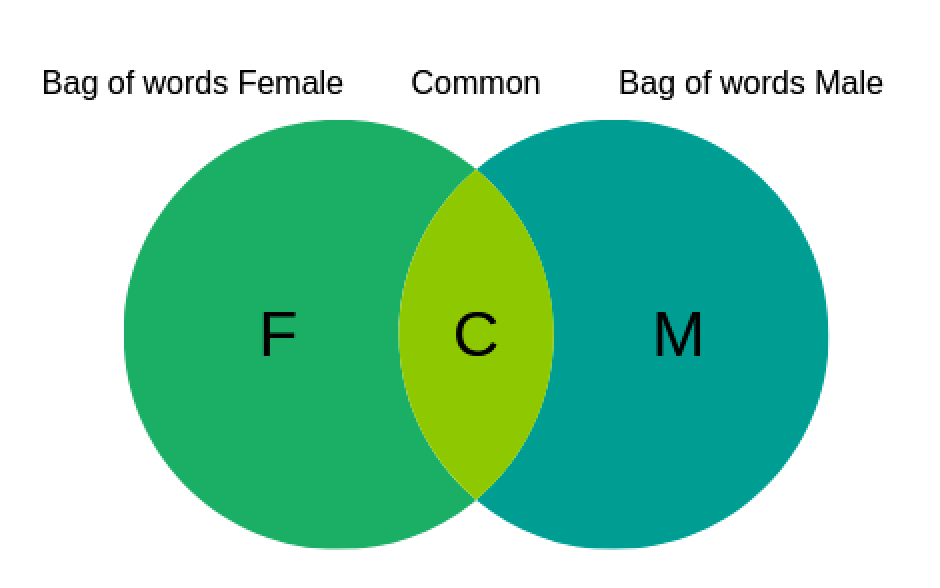 Bag of words Female
Common
Bag of words Male
F
C
M